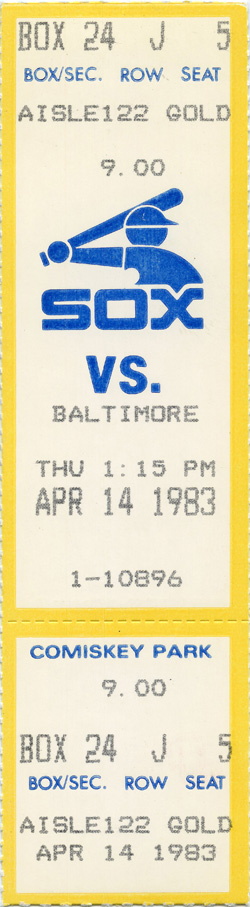 BOX 24 J 5
BOX/SEC. ROW SEAT
AISLE122 GOLD
9.00
SOX
VS.
BALTIMORE
THU 1:15 PM
APR 14 1983
1-10896
COMISKEY PARK
9.00
BOX 24 J 5
BOX/SEC. ROW SEAT
AISLE122 GOLD
APR 14 1983